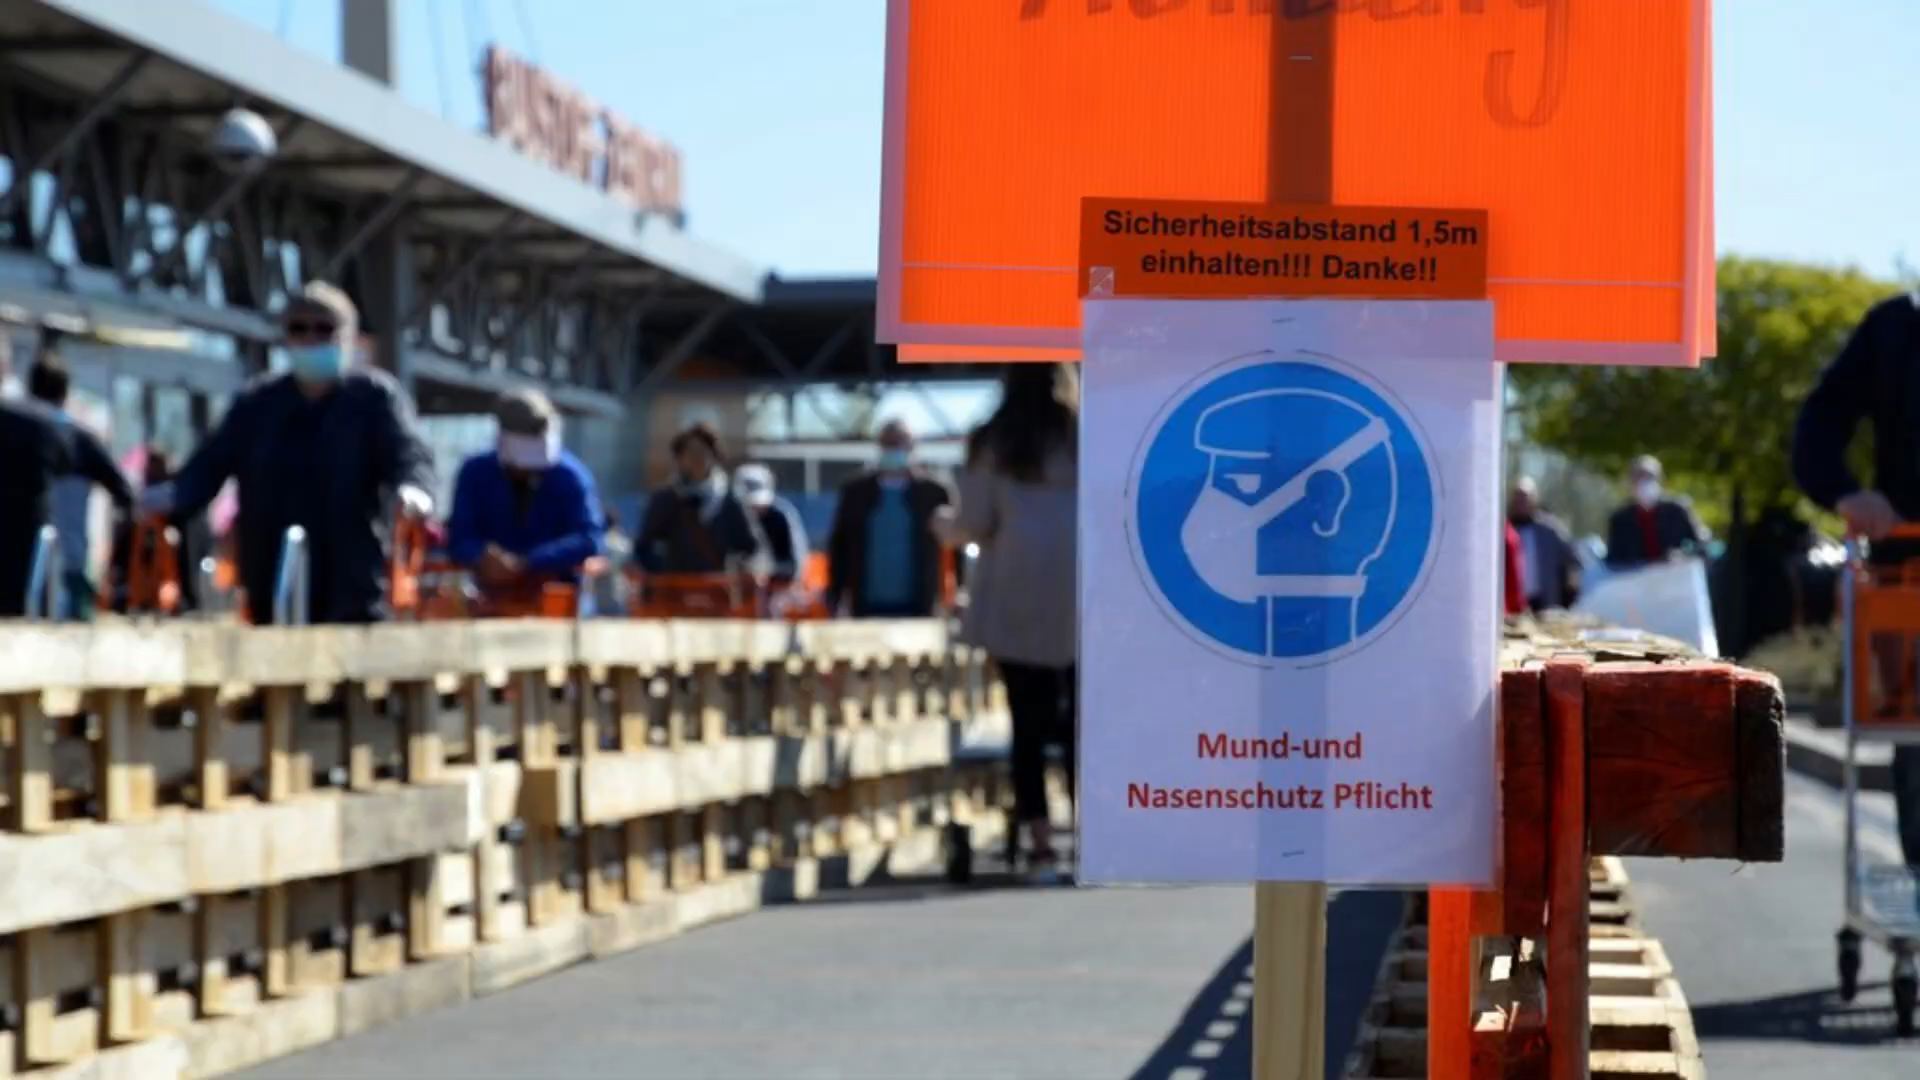 Sicherheitsabstand 1,5m
einhalten!!! Danke!!
Mund-und
Nasenschutz Pflicht